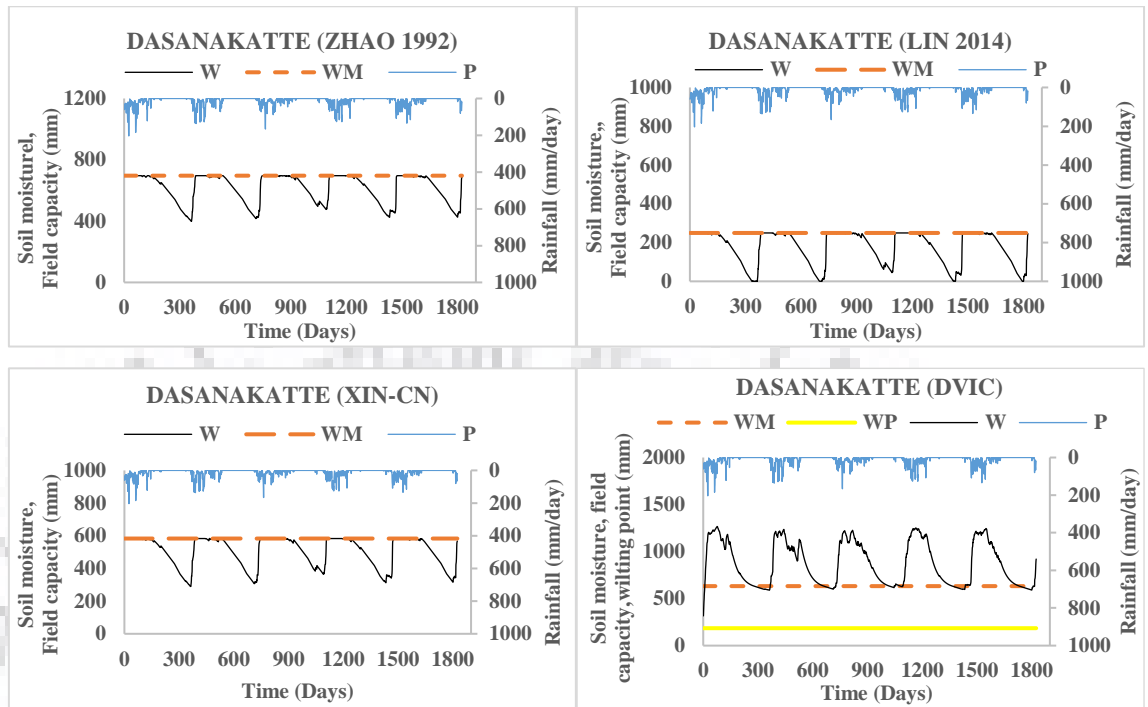 DASANAKATTE (ZHAO 1992)
W WM P
1200
800
400
0
0
200
400
600
800
1000
0 300 600 900 1200 1500 1800
Time (Days)
Soil moisturel,
Field capacity (mm)
Rainfall (mm/day)
DASANAKATTE (LIN 2014)
W WM P
1000
800
600
400
200
0
0
200
400
600
800
1000
0 300 600 900 1200 1500 1800
Time (Days)
Soil moisture,,
Field capacity (mm)
Rainfall (mm/day)
DASANAKATTE (XIN-CN)
W WM P
1000
800
600
400
200
0
0
200
400
600
800
1000
0 300 600 900 1200 1500 1800
Time (Days)
Soil moisture,
Field capacity (mm)
Rainfall (mm/day)
DASANAKATTE (DVIC)
WM WP W P
2000
1500
1000
500
0
0
200
400
600
800
1000
0 300 600 900 1200 1500 1800
Time (Days)
Soil moisture, field
capacity,wilting point (mm)
Rainfall (mm/day)